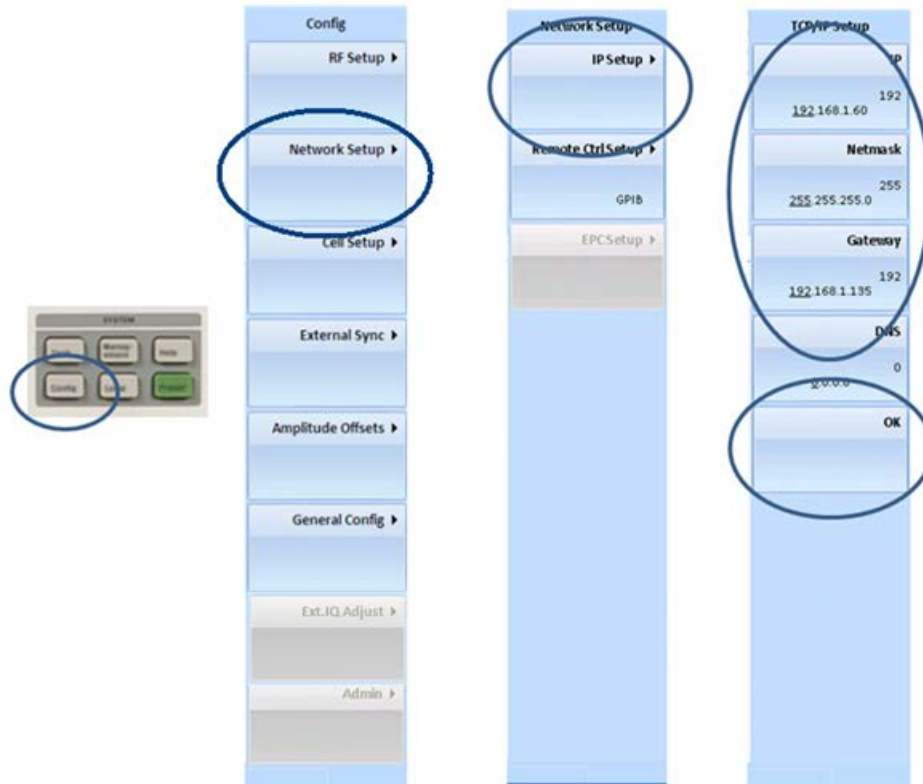 SYSTEM
Config
Local
Help
Preset
Config
RF Setup
Network Setup
Cell Setup
External Sync
Amplitude Offsets
General Config
Ext.IQ Adjust
Admin
Network Setup
IP Setup
Remote Ctrl Setup
GPIB
EPC Setup
TCP/IP Setup
IP
192
192.168.1.60
Netmask
255
255.255.255.0
Gateway
192
192.168.1.135
DNS
0
0.0.0.0
OK